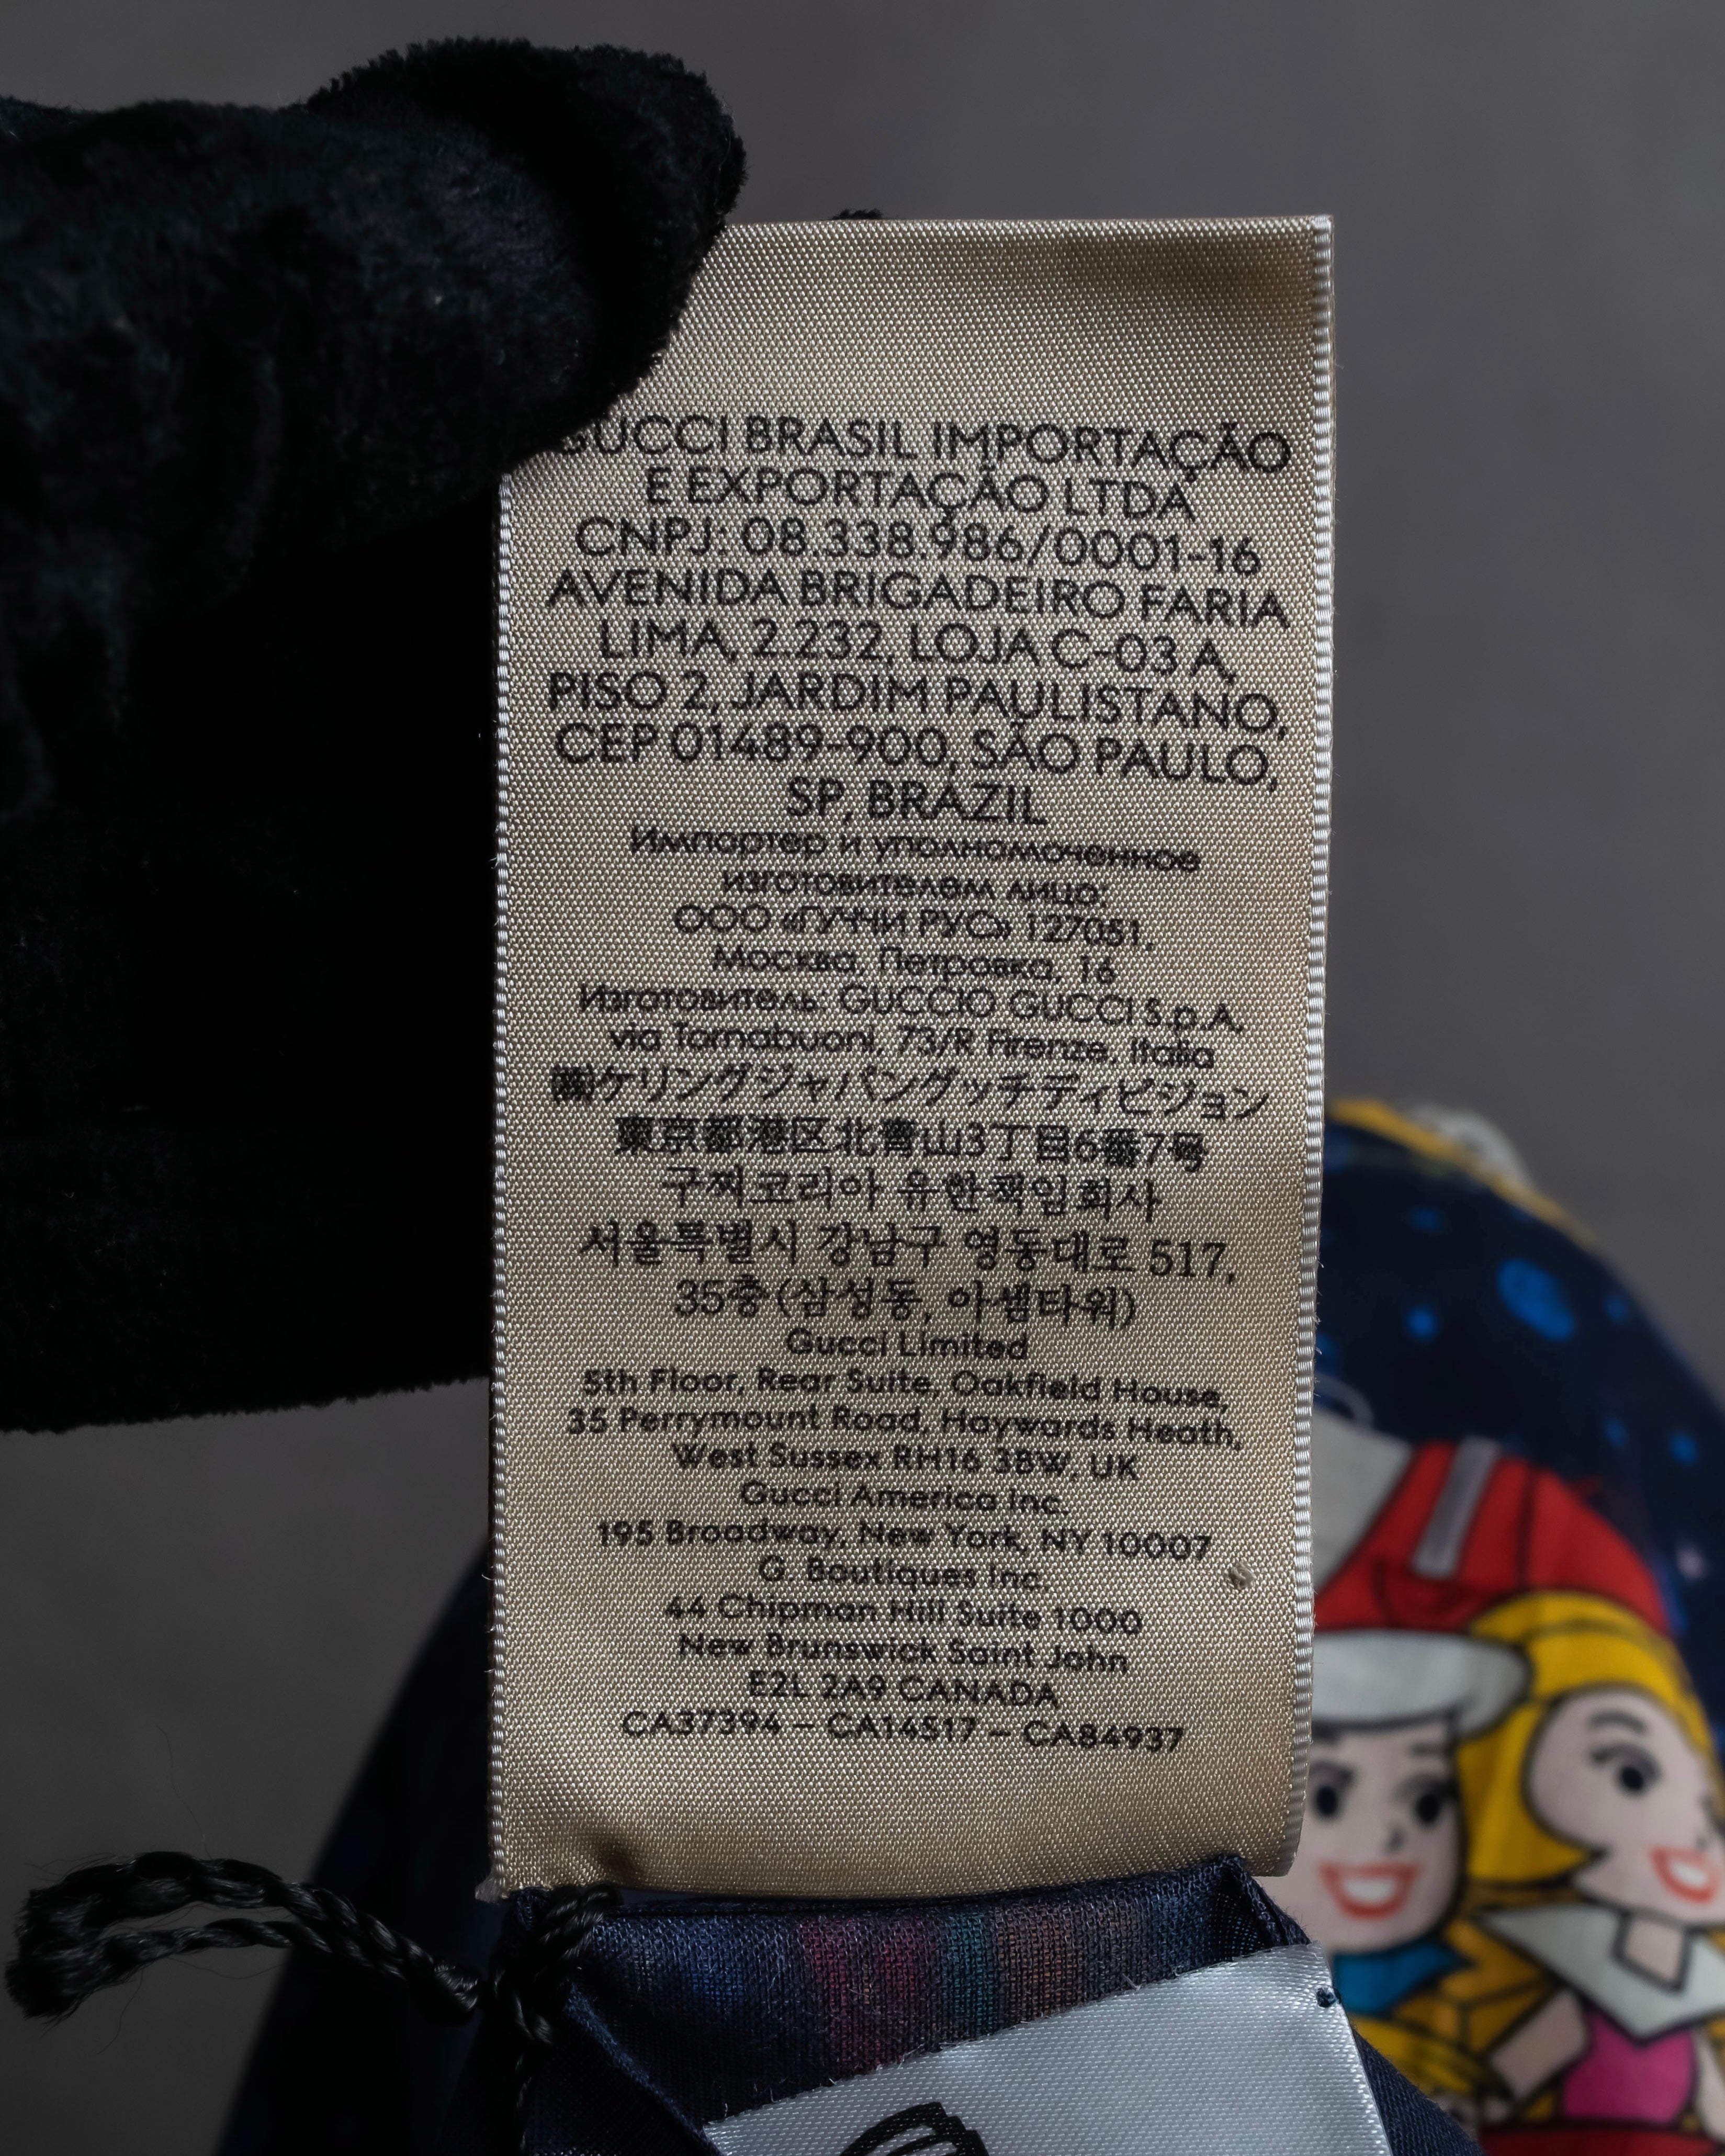 GUCCI BRASIL IMPORTAÇÃO
E EXPORTAÇÃO LTDA
CNPJ: 08.338.986/0001-16
AVENIDA BRIGADEIRO FARIA
LIMA, 2.232, LOJA C-03 A,
PISO 2, JARDIM PAULISTANO,
CEP 01489-900, SÃO PAULO,
SP, BRAZIL
Импортер и уполномоченное
изготовителем лицо:
ООО «ГУЧЧИ РУС» 127051,
Москва, Петровка, 16
Изготовитель: GUCCIO GUCCI S.p.A.
via Tornabuoni, 73/R Firenze, Italia
㈱ケリングジャパングッチディビジョン
東京都港区北青山3丁目6番7号
구찌코리아 유한책임회사
서울특별시 강남구 영동대로 517,
35층 (삼성동, 아셈타워)
Gucci Limited
5th Floor, Rear Suite, Oakfield House,
35 Perrymount Road, Haywards Heath,
West Sussex RH16 3BW, UK
Gucci America Inc.
195 Broadway, New York, NY 10007
G. Boutiques Inc.
44 Chipman Hill Suite 1000
New Brunswick Saint John
E2L 2A9 CANADA
CA37394 – CA14517 – CA84937